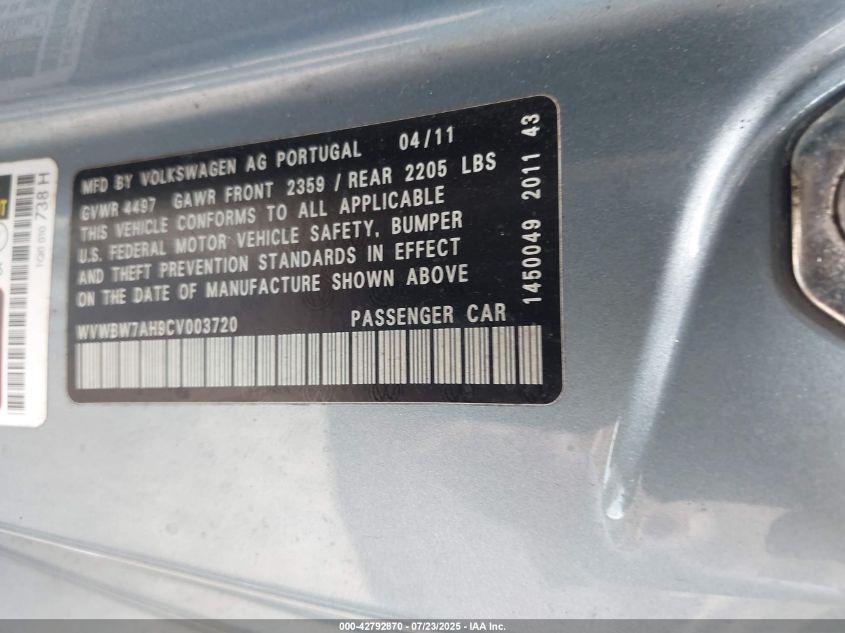 MFD BY VOLKSWAGEN AG PORTUGAL 04/11
GVWR 4497 GAWR FRONT 2359 / REAR 2205 LBS
THIS VEHICLE CONFORMS TO ALL APPLICABLE
U.S. FEDERAL MOTOR VEHICLE SAFETY, BUMPER
AND THEFT PREVENTION STANDARDS IN EFFECT
ON THE DATE OF MANUFACTURE SHOWN ABOVE
WVWBW7AH9CV003720 PASSENGER CAR
1450049 2011 43
738 H
000-42792870 - 07/23/2025 - IAA Inc.